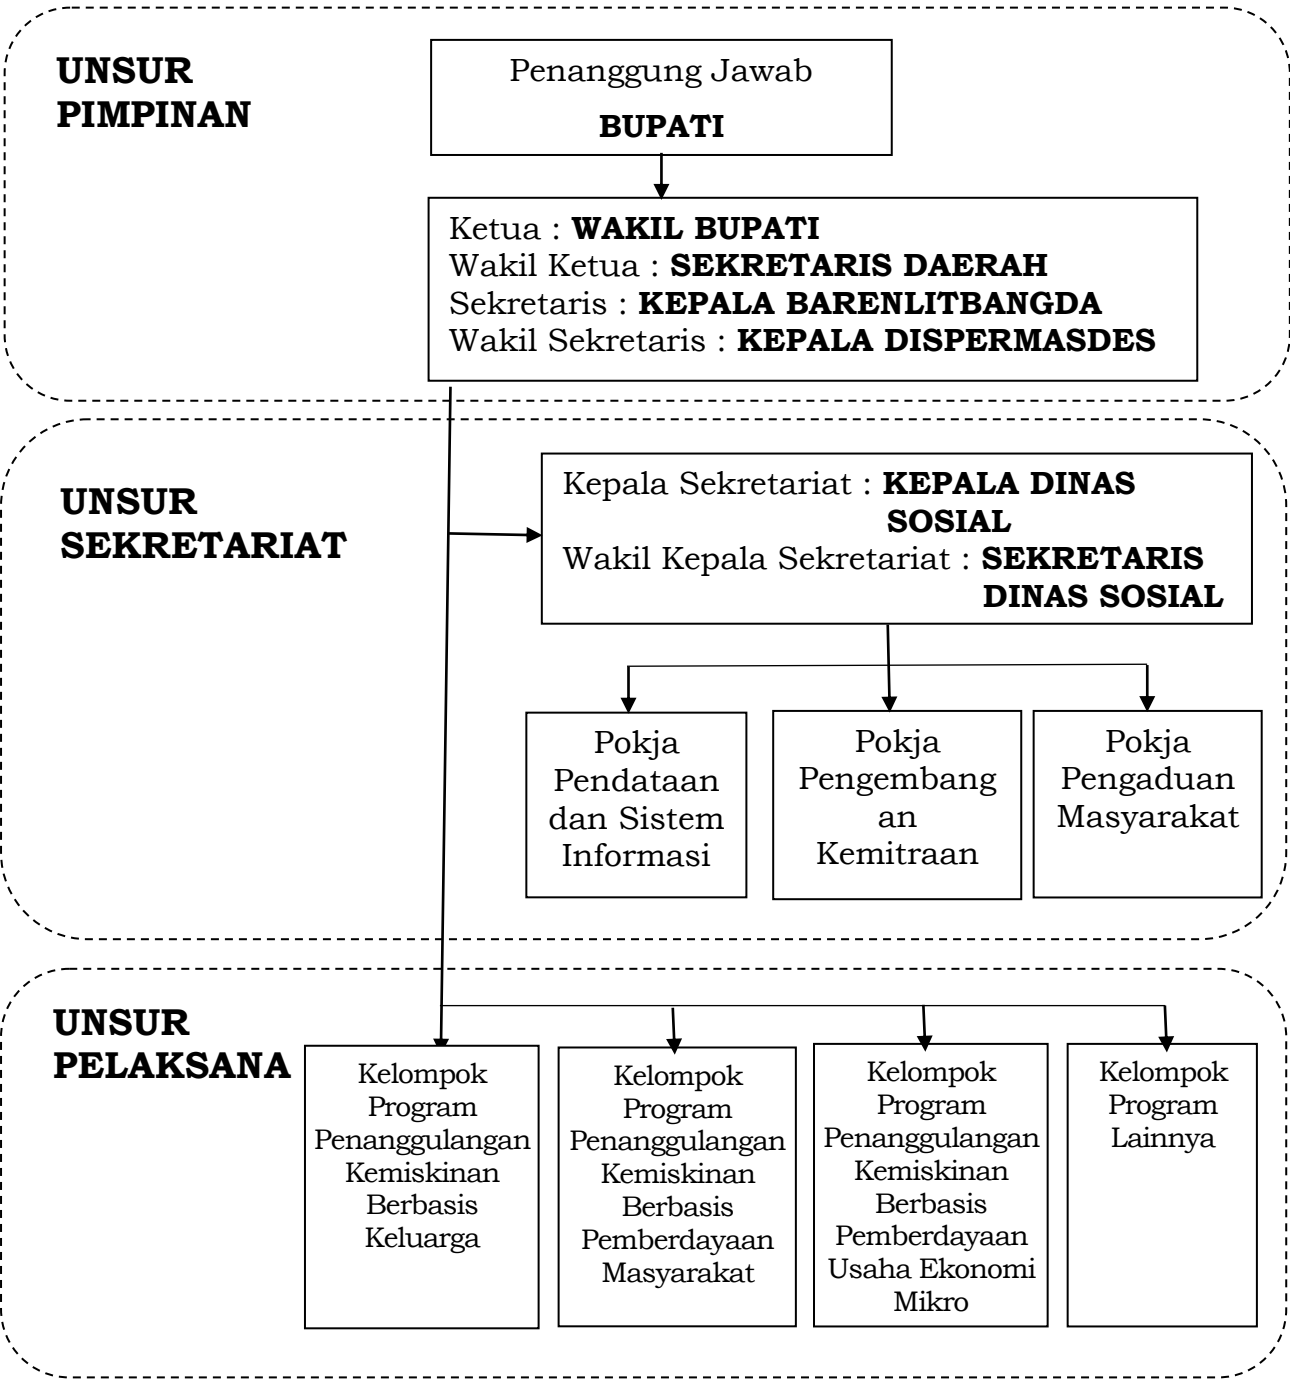 UNSUR
PIMPINAN
Penanggung Jawab
BUPATI
Ketua : WAKIL BUPATI
Wakil Ketua : SEKRETARIS DAERAH
Sekretaris : KEPALA BARENLITBANGDA
Wakil Sekretaris : KEPALA DISPERMASDES
UNSUR
SEKRETARIAT
Kepala Sekretariat : KEPALA DINAS
SOSIAL
Wakil Kepala Sekretariat : SEKRETARIS
DINAS SOSIAL
Pokja
Pendataan
dan Sistem
Informasi
Pokja
Pengembang
an
Kemitraan
Pokja
Pengaduan
Masyarakat
UNSUR
PELAKSANA
Kelompok
Program
Penanggulangan
Kemiskinan
Berbasis
Keluarga
Kelompok
Program
Penanggulangan
Kemiskinan
Berbasis
Pemberdayaan
Masyarakat
Kelompok
Program
Penanggulangan
Kemiskinan
Berbasis
Pemberdayaan
Usaha Ekonomi
Mikro
Kelompok
Program
Lainnya